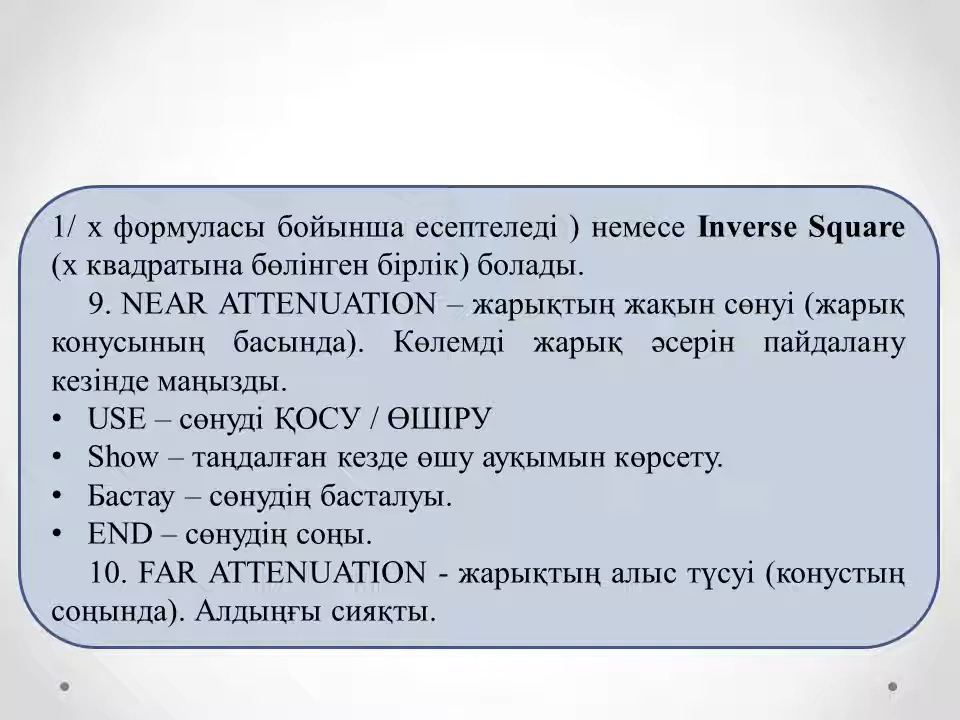 1/ х формуласы бойынша есептеледі ) немесе Inverse Square
(х квадратына бөлінген бірлік) болады.
9. NEAR ATTENUATION – жарықтың жақын сөнуі (жарық
конусының басында). Көлемді жарық әсерін пайдалану
кезінде маңызды.
• USE – сөнуді ҚОСУ / ӨШІРУ
• Show – таңдалған кезде өшу ауқымын көрсету.
• Бастау – сөнудің басталуы.
• END – сөнудің соңы.
10. FAR ATTENUATION - жарықтың алыс түсуі (конустың
соңында). Алдыңғы сияқты.